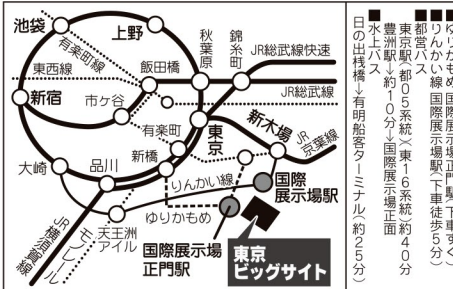 池袋
上野
秋葉原
錦糸町
JR総武線快速
有楽町線
東西線
飯田橋
JR総武線
新宿
市ヶ谷
有楽町
東京
新木場
JR京葉線
大崎
品川
新橋
りんかい線
国際展示場駅
ゆりかもめ
天王洲アイル
国際展示場正門駅
東京ビッグサイト
モノレール
JR横須賀線
■ゆりかもめ 国際展示場正門駅(下車すぐ)
■りんかい線 国際展示場駅(下車徒歩5分)
■都営バス
東京駅(都05系統)(東16系統)約40分
豊洲駅→約10分→国際展示場正面
■水上バス
日の出桟橋→有明船客ターミナル(約25分)